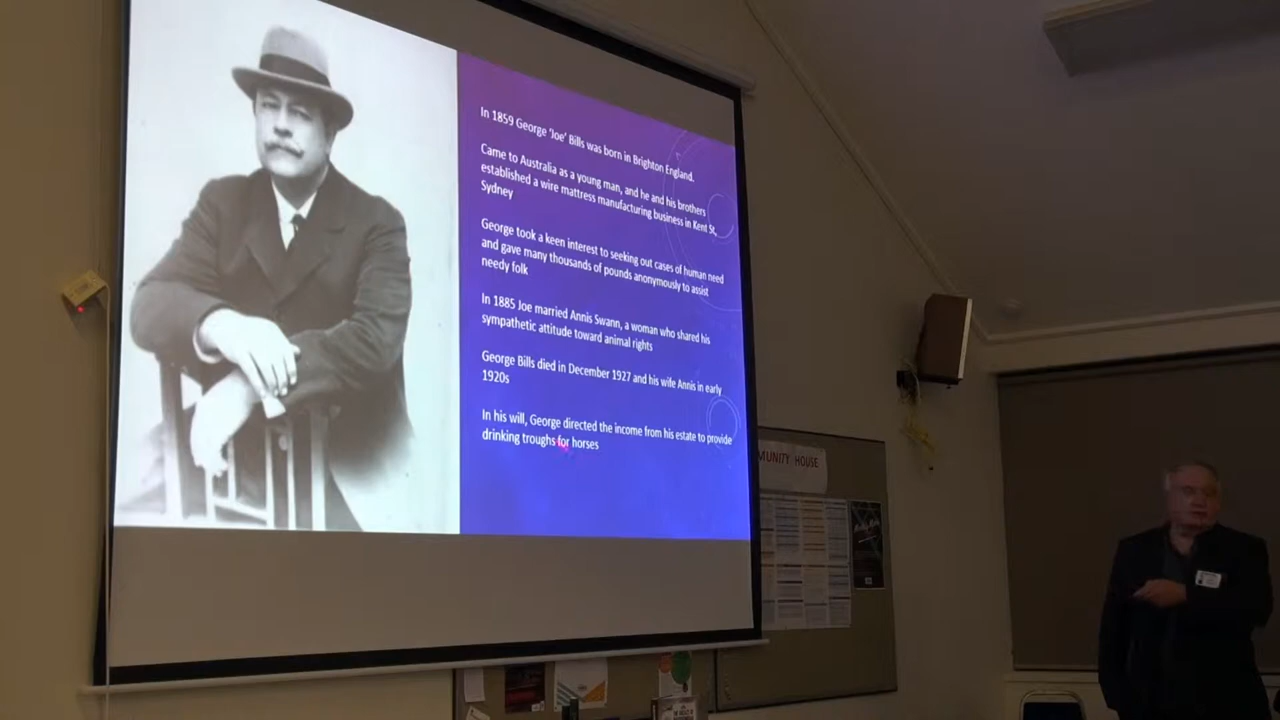 In 1859 George 'Joe' Bills was born in Brighton England.
Came to Australia as a young man, and he and his brothers
established a wire mattress manufacturing business in Kent St,
Sydney
George took a keen interest to seeking out cases of human need
and gave many thousands of pounds anonymously to assist
needy folk
In 1885 Joe married Annis Swann, a woman who shared his
sympathetic attitude toward animal rights
George Bills died in December 1927 and his wife Annis in early
1920s
In his will, George directed the income from his estate to provide
drinking troughs for horses
MUNITY HOUSE